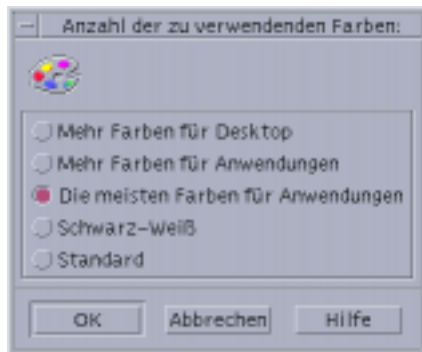 Anzahl der zu verwendenden Farben:
Mehr Farben für Desktop
Mehr Farben für Anwendungen
Die meisten Farben für Anwendungen
Schwarz-Weiß
Standard
OK Abbrechen Hilfe